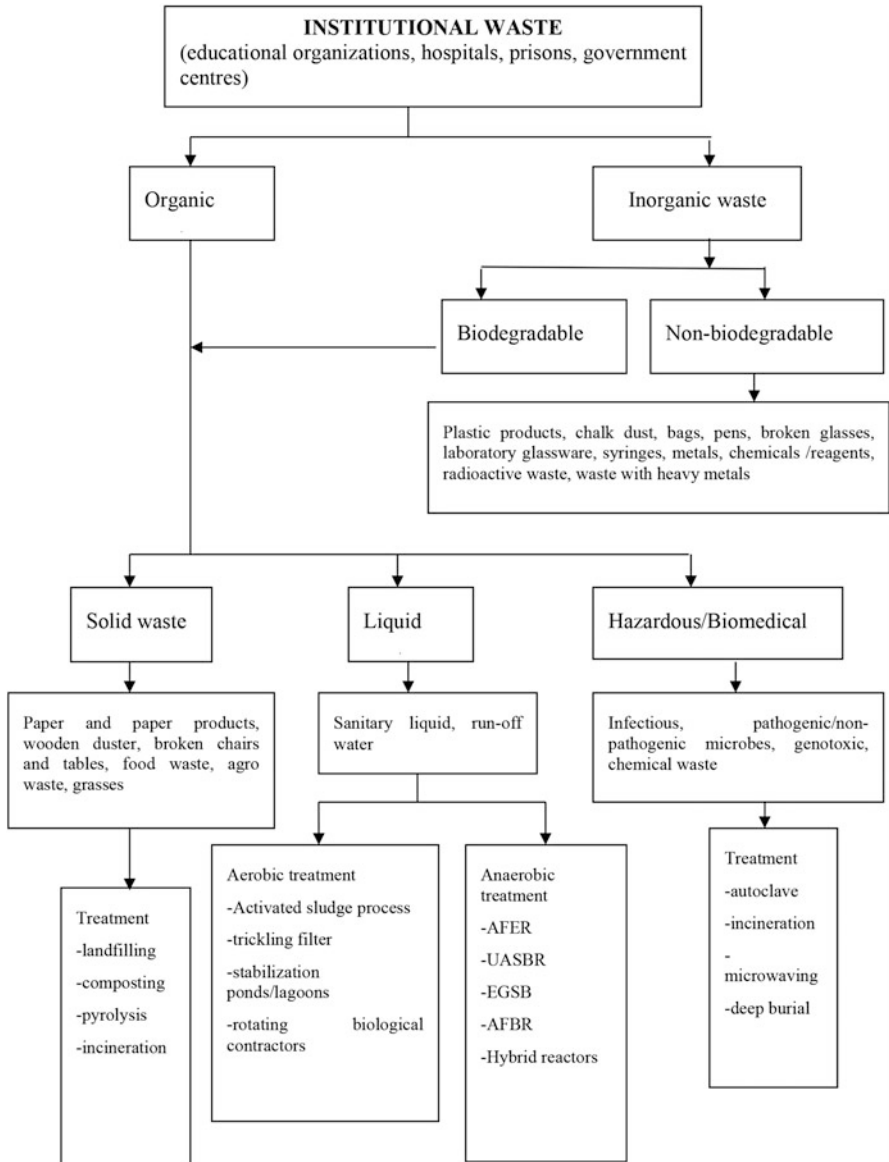 INSTITUTIONAL WASTE
(educational organizations, hospitals, prisons, government
centres)
Organic
Inorganic waste
Biodegradable
Non-biodegradable
Plastic products, chalk dust, bags, pens, broken glasses,
laboratory glassware, syringes, metals, chemicals /reagents,
radioactive waste, waste with heavy metals
Solid waste
Liquid
Hazardous/Biomedical
Paper and paper products,
wooden duster, broken chairs
and tables, food waste, agro
waste, grasses
Sanitary liquid, run-off
water
Infectious, pathogenic/non-
pathogenic microbes, genotoxic,
chemical waste
Treatment
-landfilling
-composting
-pyrolysis
-incineration
Aerobic treatment
-Activated sludge process
-trickling filter
-stabilization
ponds/lagoons
-rotating biological
contractors
Anaerobic
treatment
-AFER
-UASBR
-EGSB
-AFBR
-Hybrid reactors
Treatment
-autoclave
-incineration
-
microwaving
-deep burial